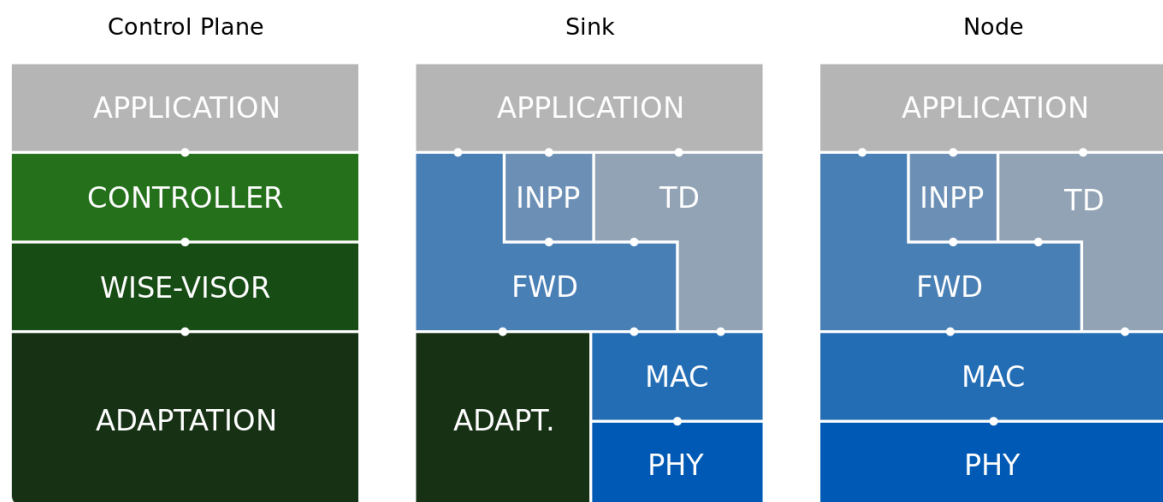 Control Plane
APPLICATION
CONTROLLER
WISE-VISOR
ADAPTATION
Sink
APPLICATION
INPP
TD
FWD
ADAPT.
MAC
PHY
Node
APPLICATION
INPP
TD
FWD
MAC
PHY